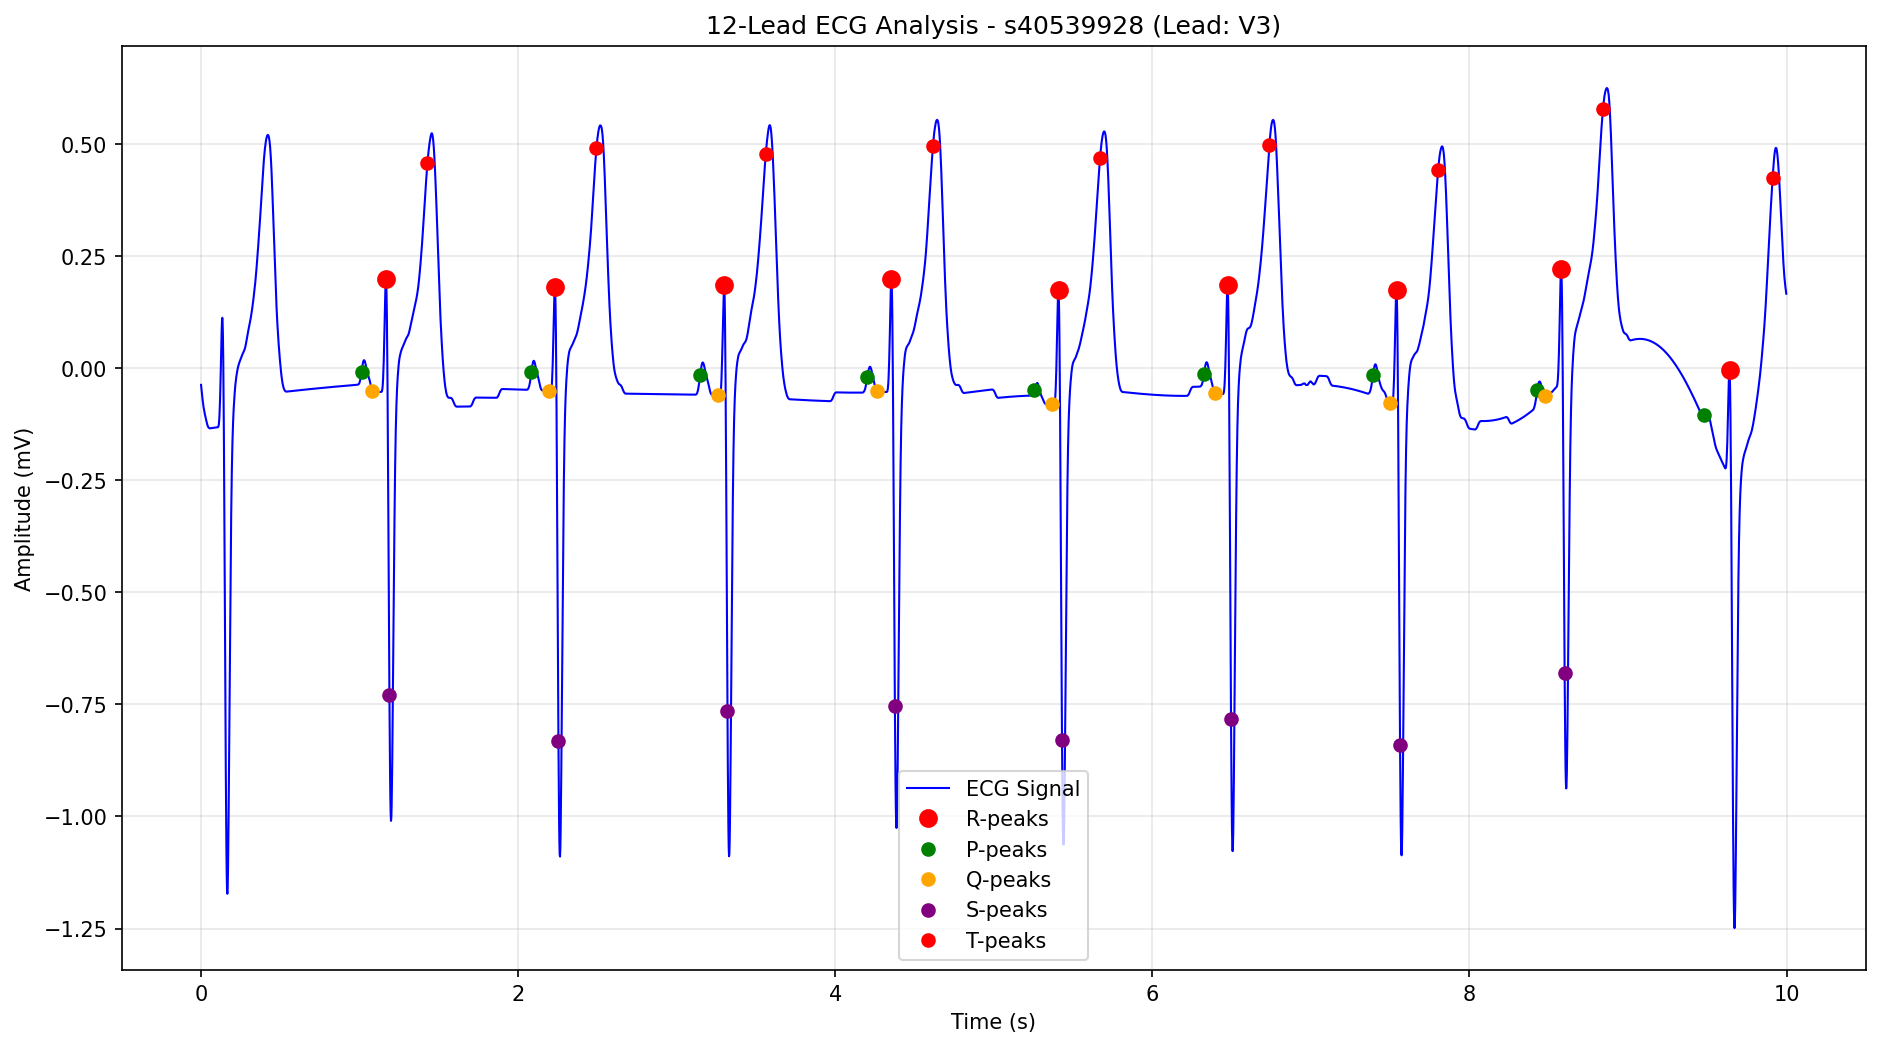 12-Lead ECG Analysis - s40539928 (Lead: V3)
Amplitude (mV)
0.50
0.25
0.00
−0.25
−0.50
−0.75
−1.00
−1.25
ECG Signal
R-peaks
P-peaks
Q-peaks
S-peaks
T-peaks
0 2 4 6 8 10
Time (s)